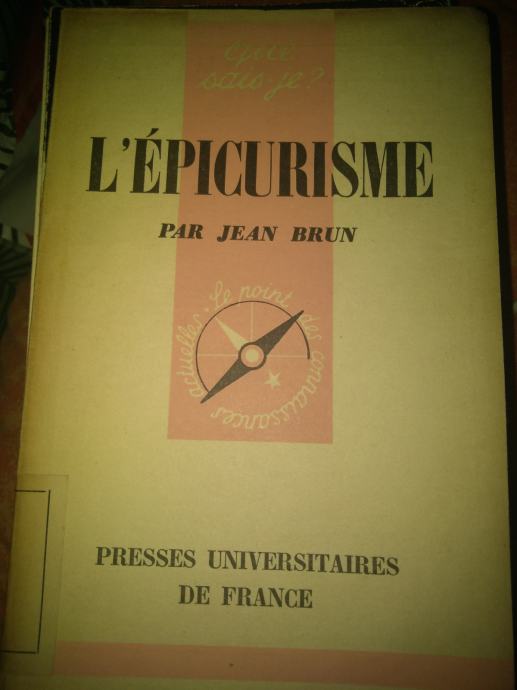 que
sais-je?
L'ÉPICURISME
PAR JEAN BRUN
Le point des connaissances actuelles.
PRESSES UNIVERSITAIRES
DE FRANCE